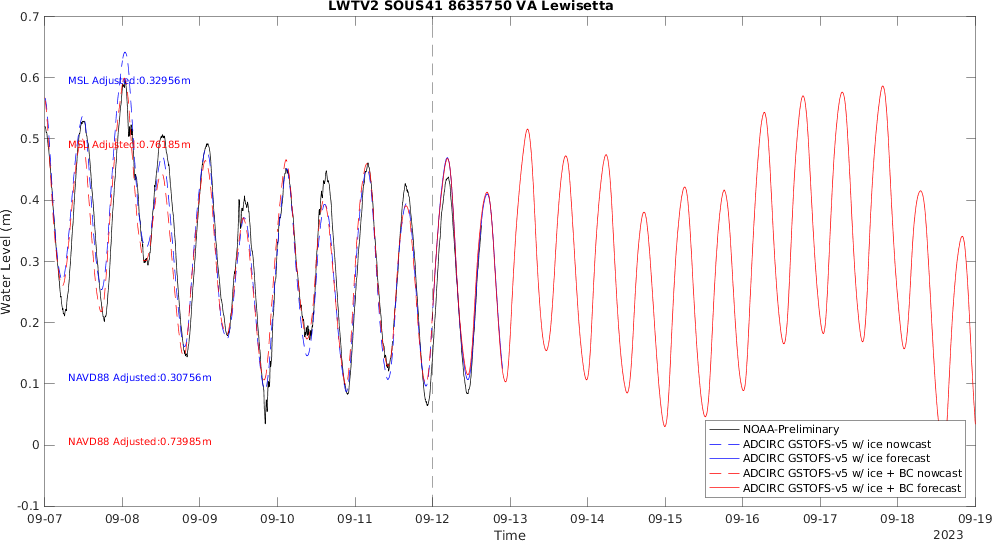 LWTV2 SOUS41 8635750 VA Lewisetta
0.7
0.6
0.5
0.4
0.3
0.2
0.1
0
-0.1
Water Level (m)
MSL Adjusted:0.32956m
MSL Adjusted:0.76185m
NAVD88 Adjusted:0.30756m
NAVD88 Adjusted:0.73985m
NOAA-Preliminary
ADCIRC GSTOFS-v5 w/ ice nowcast
ADCIRC GSTOFS-v5 w/ ice forecast
ADCIRC GSTOFS-v5 w/ ice + BC nowcast
ADCIRC GSTOFS-v5 w/ ice + BC forecast
09-07 09-08 09-09 09-10 09-11 09-12 09-13 09-14 09-15 09-16 09-17 09-18 09-19
Time
2023